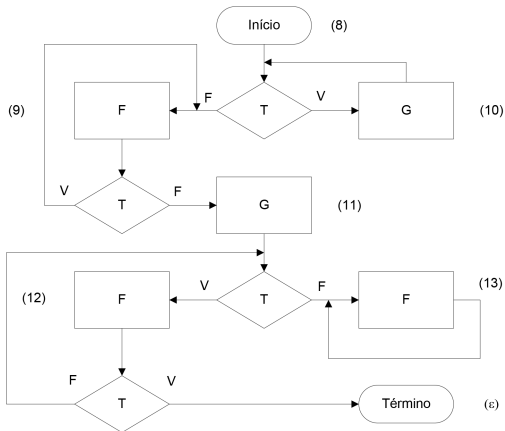 Início (8)
F V
(9) F T G (10)
V F
T G (11)
V F
(12) F T F (13)
F V
T Término (ε)